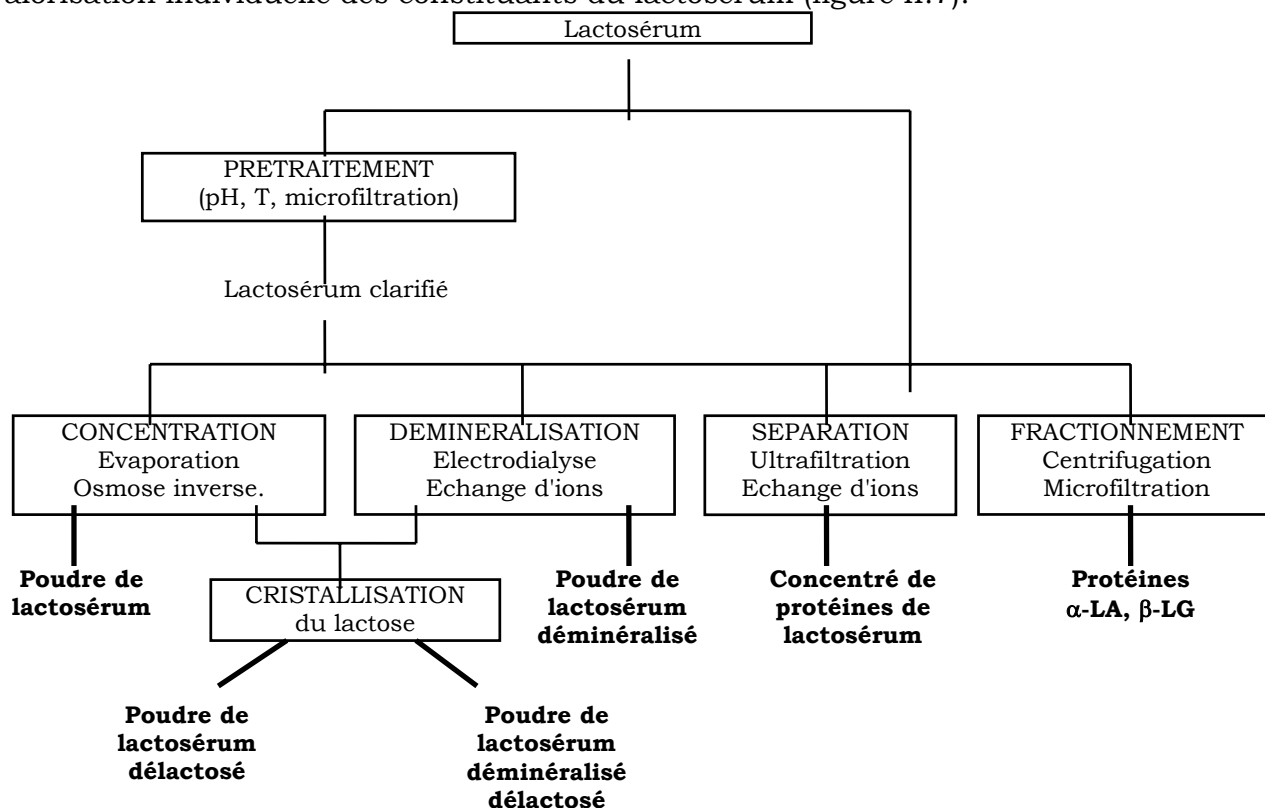 alorisation individuelle des constituants du lactosérum (figure II.7).
Lactosérum
PRETRAITEMENT
(pH, T, microfiltration)
Lactosérum clarifié
CONCENTRATION
Evaporation
Osmose inverse.
DEMINERALISATION
Electrodialyse
Echange d'ions
SEPARATION
Ultrafiltration
Echange d'ions
FRACTIONNEMENT
Centrifugation
Microfiltration
Poudre de
lactosérum
CRISTALLISATION
du lactose
Poudre de
lactosérum
déminéralisé
Concentré de
protéines de
lactosérum
Protéines
α-LA, β-LG
Poudre de
lactosérum
délactosé
Poudre de
lactosérum
déminéralisé
délactosé